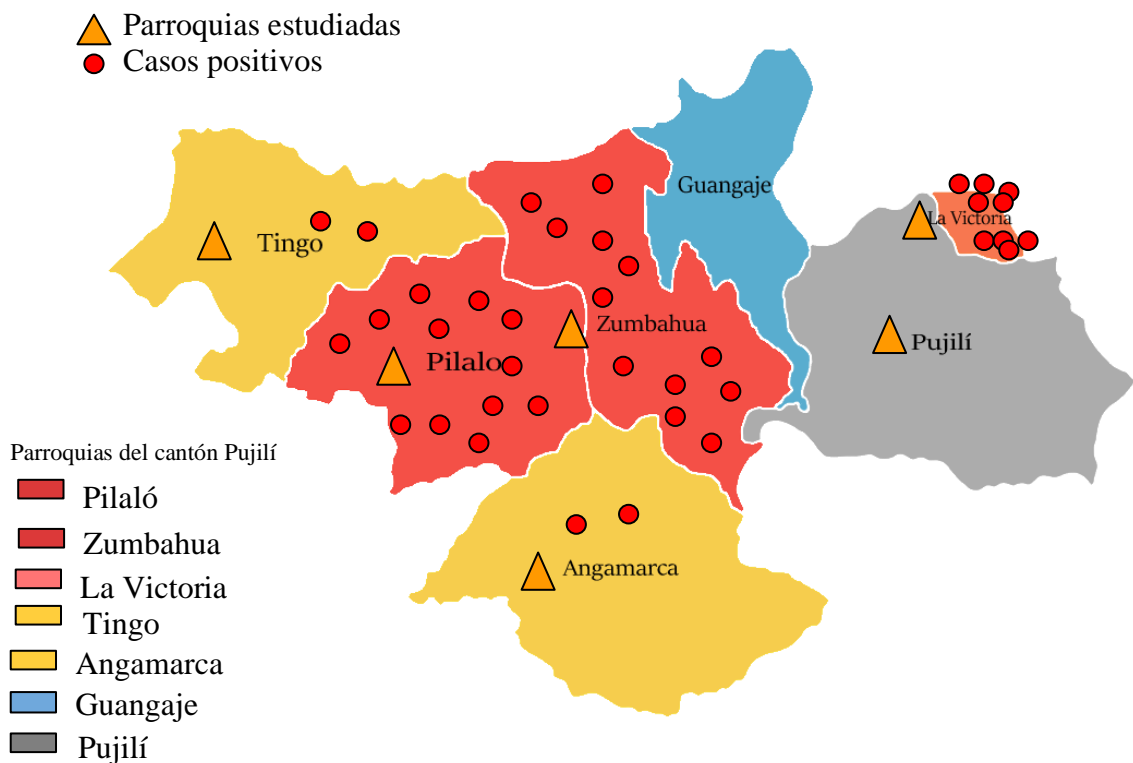 Parroquias estudiadas
Casos positivos
Guangaje
La Victoria
Tingo
Zumbahua
Pujilí
Pilalo
Angamarca
Parroquias del cantón Pujilí
Pilaló
Zumbahua
La Victoria
Tingo
Angamarca
Guangaje
Pujilí